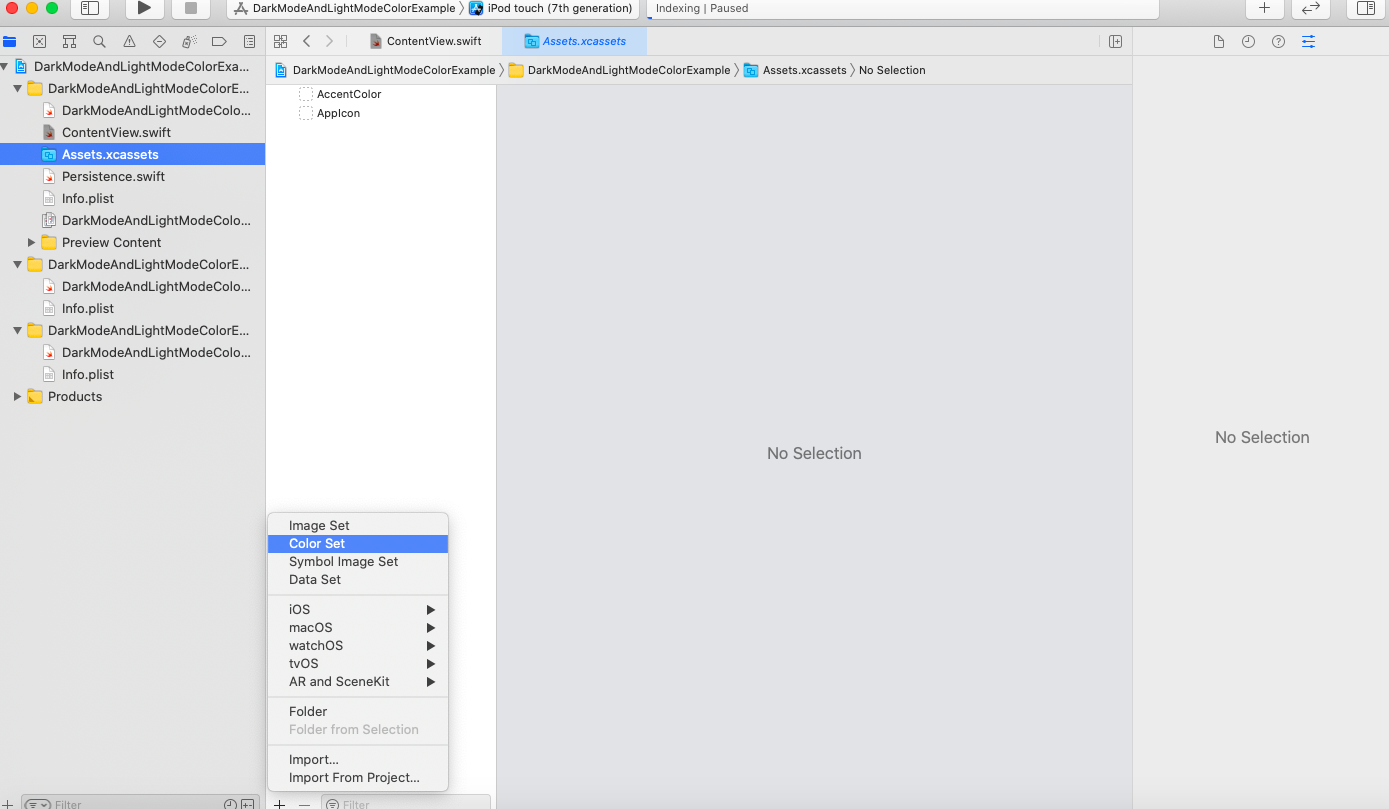 DarkModeAndLightModeColorExample 〉 iPod touch (7th generation)
Indexing | Paused
ContentView.swift
Assets.xcassets
DarkModeAndLightModeColorExample 〉 DarkModeAndLightModeColorExample 〉 Assets.xcassets 〉 No Selection
DarkModeAndLightModeColorExa...
DarkModeAndLightModeColorE...
DarkModeAndLightModeColo...
ContentView.swift
Assets.xcassets
Persistence.swift
Info.plist
DarkModeAndLightModeColo...
Preview Content
DarkModeAndLightModeColorE...
DarkModeAndLightModeColo...
Info.plist
DarkModeAndLightModeColorE...
DarkModeAndLightModeColo...
Info.plist
Products
Filter
AccentColor
AppIcon
Image Set
Color Set
Symbol Image Set
Data Set
iOS
macOS
watchOS
tvOS
AR and SceneKit
Folder
Folder from Selection
Import...
Import From Project...
Filter
No Selection
No Selection